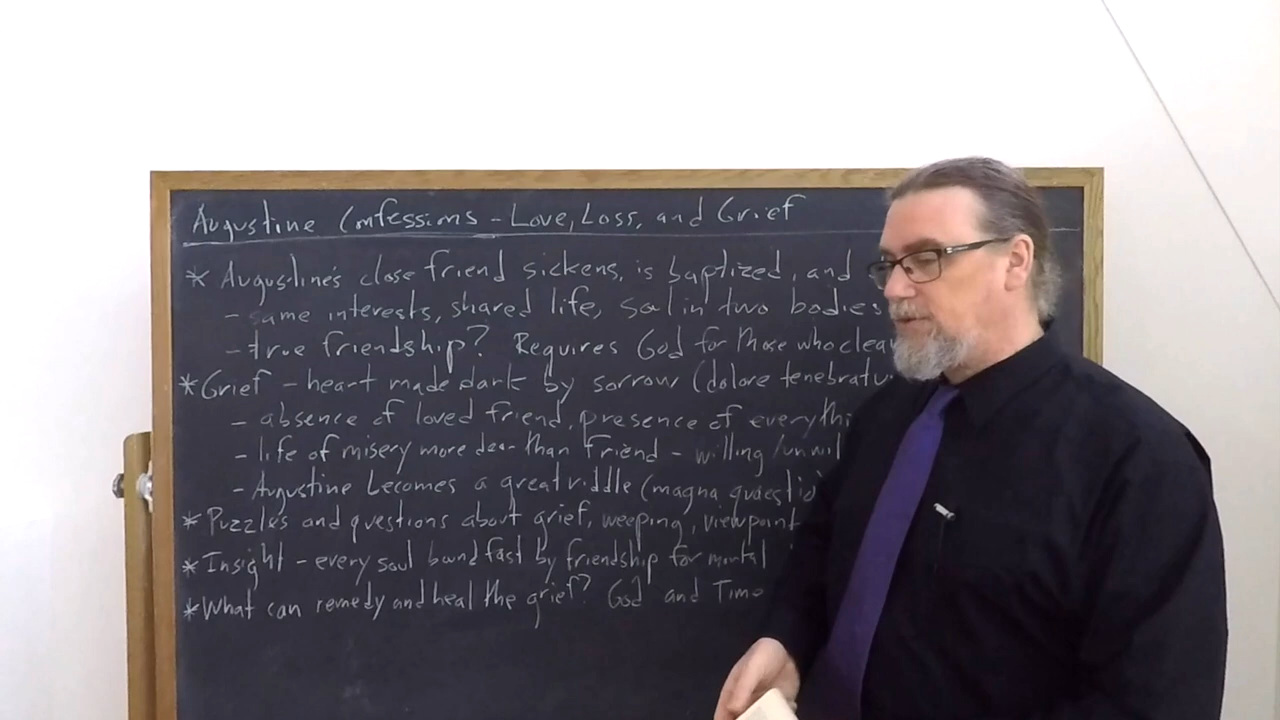 Augustine Confessions - Love, Loss, and Grief
* Augustine's close friend sickens, is baptized, and
- same interests, shared life, soul in two bodies
- true friendship? Requires God for those who
* Grief - heart made dark by sorrow (dolore
- absence of loved friend, presence of
- life of misery more dear than friend - willing /
- Augustine becomes a great riddle (magna quaestio
* Puzzles and questions about grief, weeping, viewpoint
* Insight - every soul bound fast by friendship for mortal
* What can remedy and heal the grief? God and Time